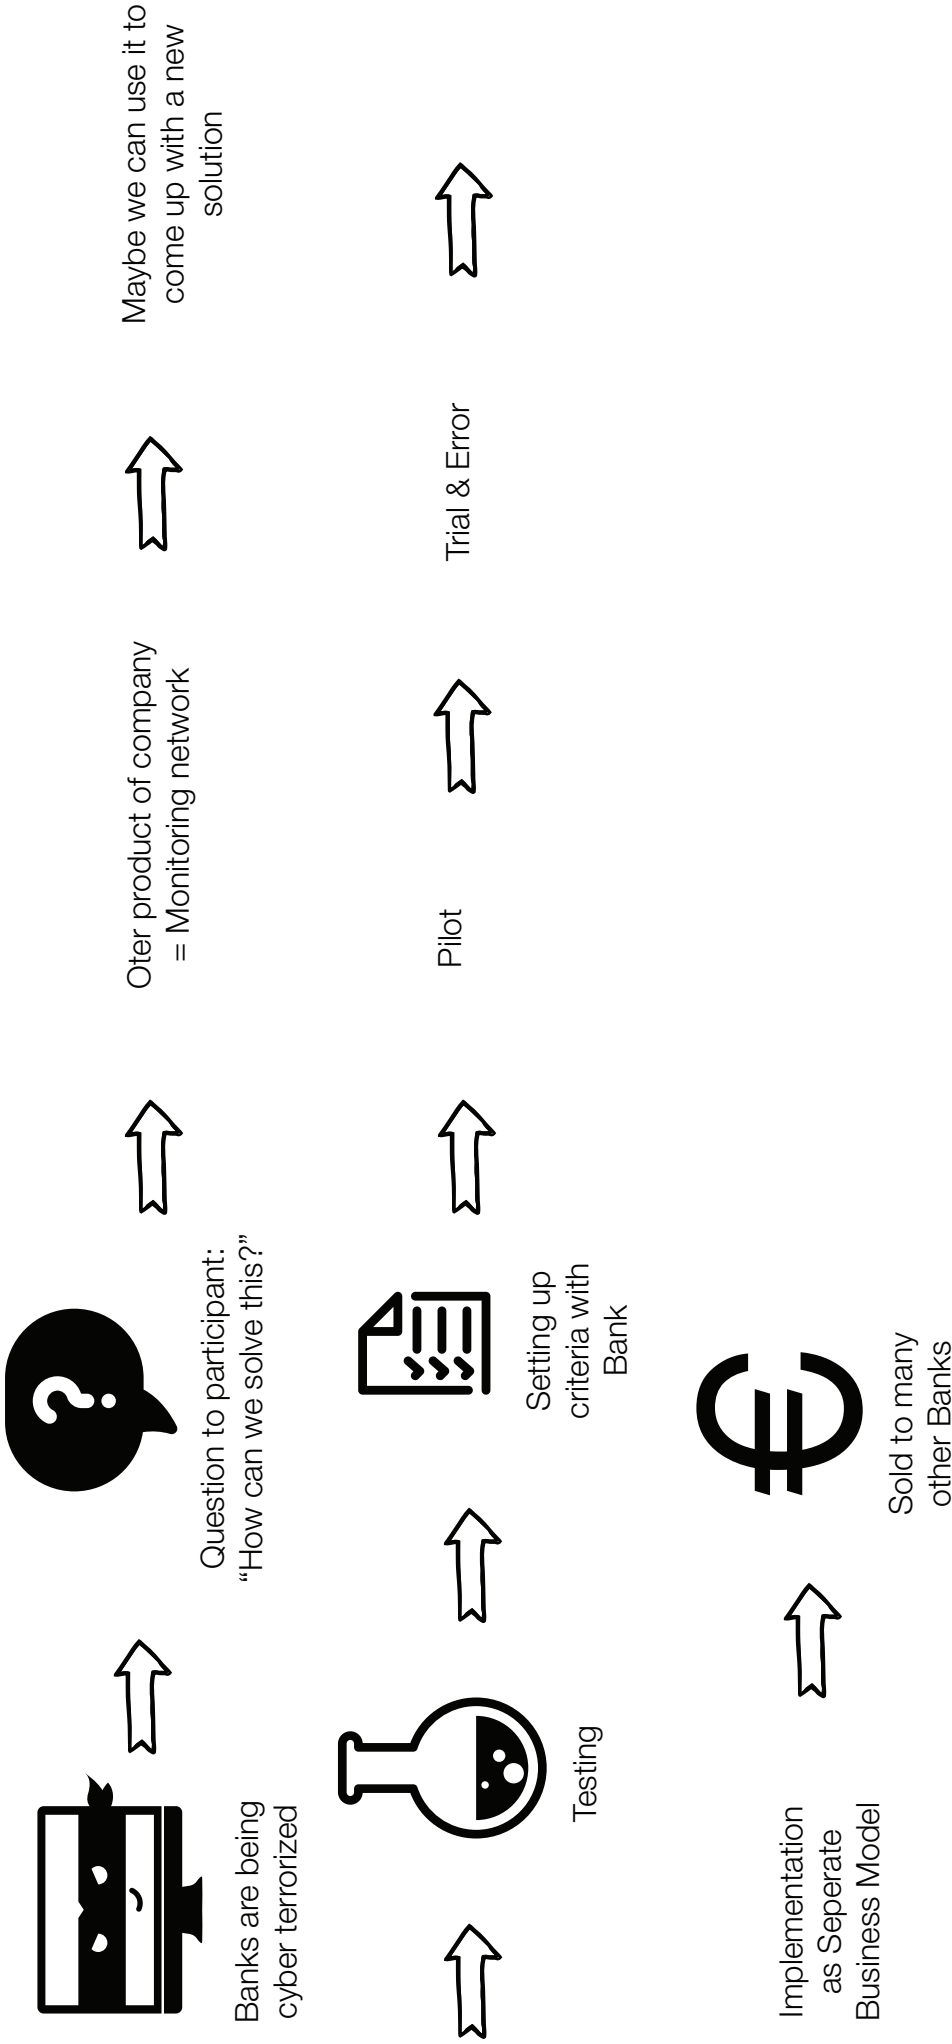 Banks are being
cyber terrorized
Question to participant:
“How can we solve this?”
Oter product of company
= Monitoring network
Maybe we can use it to
come up with a new
solution
Testing
Setting up
criteria with
Bank
Pilot
Trial & Error
Implementation
as Seperate
Business Model
Sold to many
other Banks